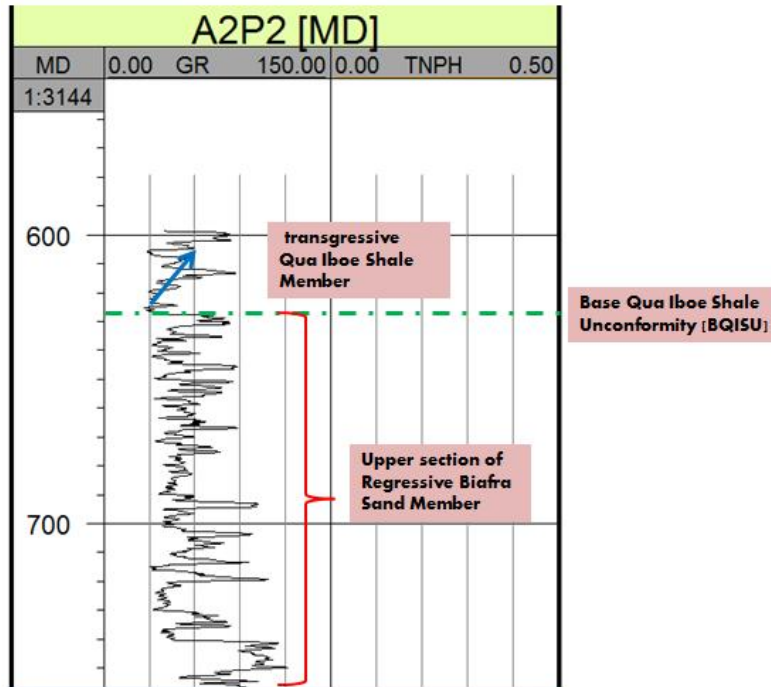 A2P2 [MD]
MD 0.00 GR 150.00 0.00 TNPH 0.50
1:3144
600
transgressive
Qua Iboe Shale
Member
Base Qua Iboe Shale
Unconformity [BQISU]
Upper section of
Regressive Biafra
Sand Member
700